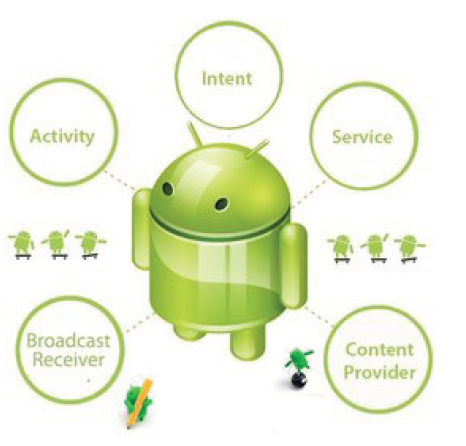 Intent
Activity
Service
Broadcast
Receiver
Content
Provider